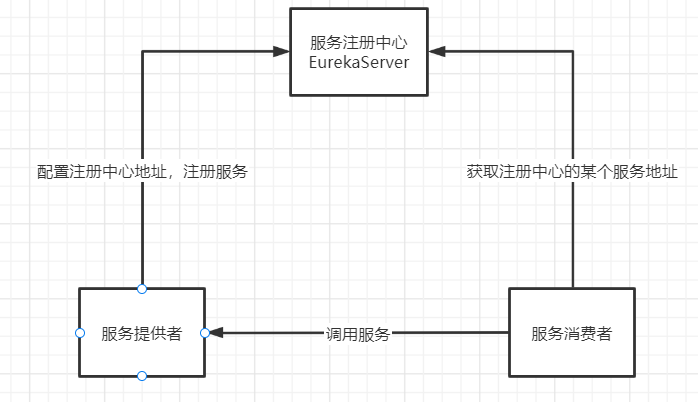 服务注册中心
EurekaServer
配置注册中心地址，注册服务
获取注册中心的某个服务地址
服务提供者
调用服务
服务消费者